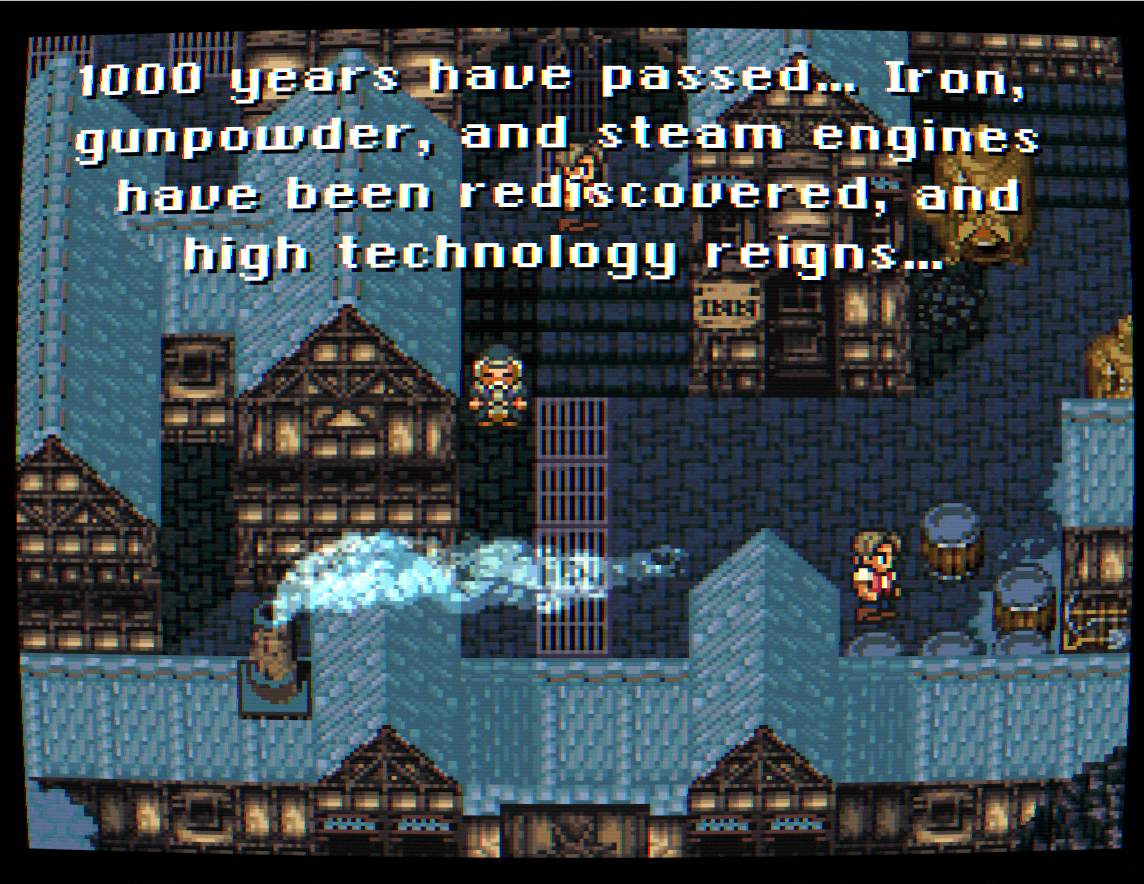 1000 years have passed... Iron,
gunpowder, and steam engines
have been rediscovered, and
high technology reigns...
INN